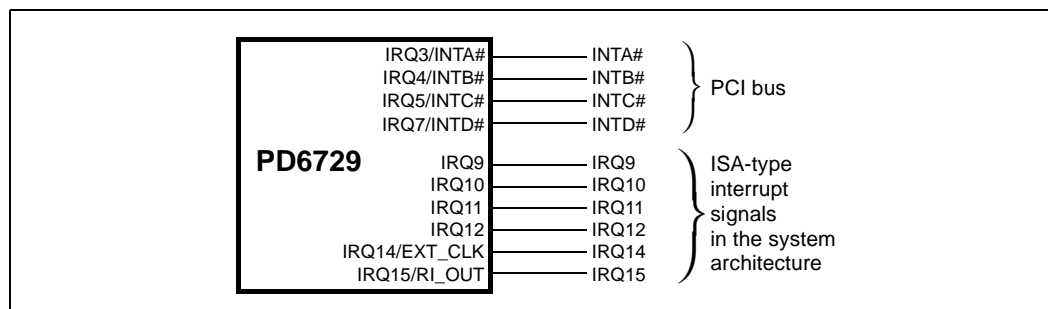 IRQ3/INTA# INTA#
IRQ4/INTB# INTB#
IRQ5/INTC# INTC#
IRQ7/INTD# INTD#
PCI bus
PD6729
IRQ9 IRQ9
IRQ10 IRQ10
IRQ11 IRQ11
IRQ12 IRQ12
IRQ14/EXT_CLK IRQ14
IRQ15/RI_OUT IRQ15
ISA-type
interrupt
signals
in the system
architecture